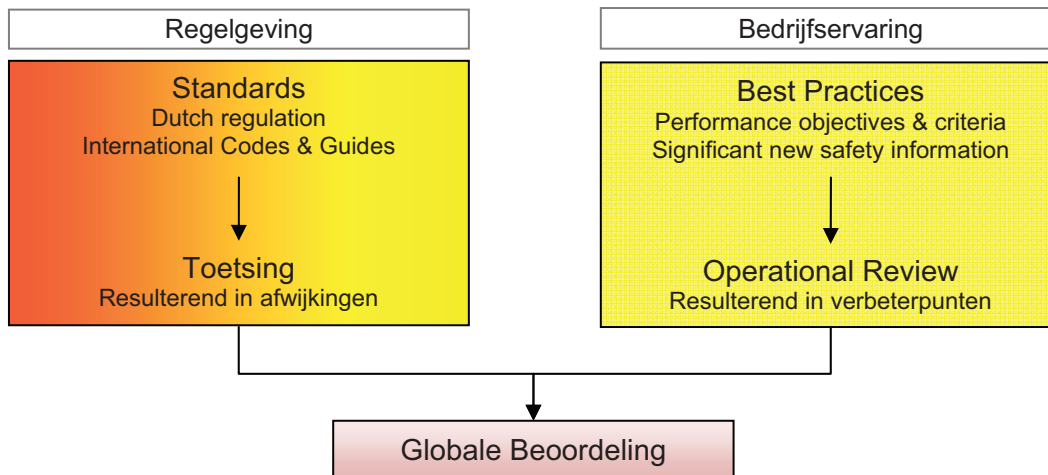 Regelgeving
Standards
Dutch regulation
International Codes & Guides
Toetsing
Resulterend in afwijkingen
Bedrijfservaring
Best Practices
Performance objectives & criteria
Significant new safety information
Operational Review
Resulterend in verbeterpunten
Globale Beoordeling